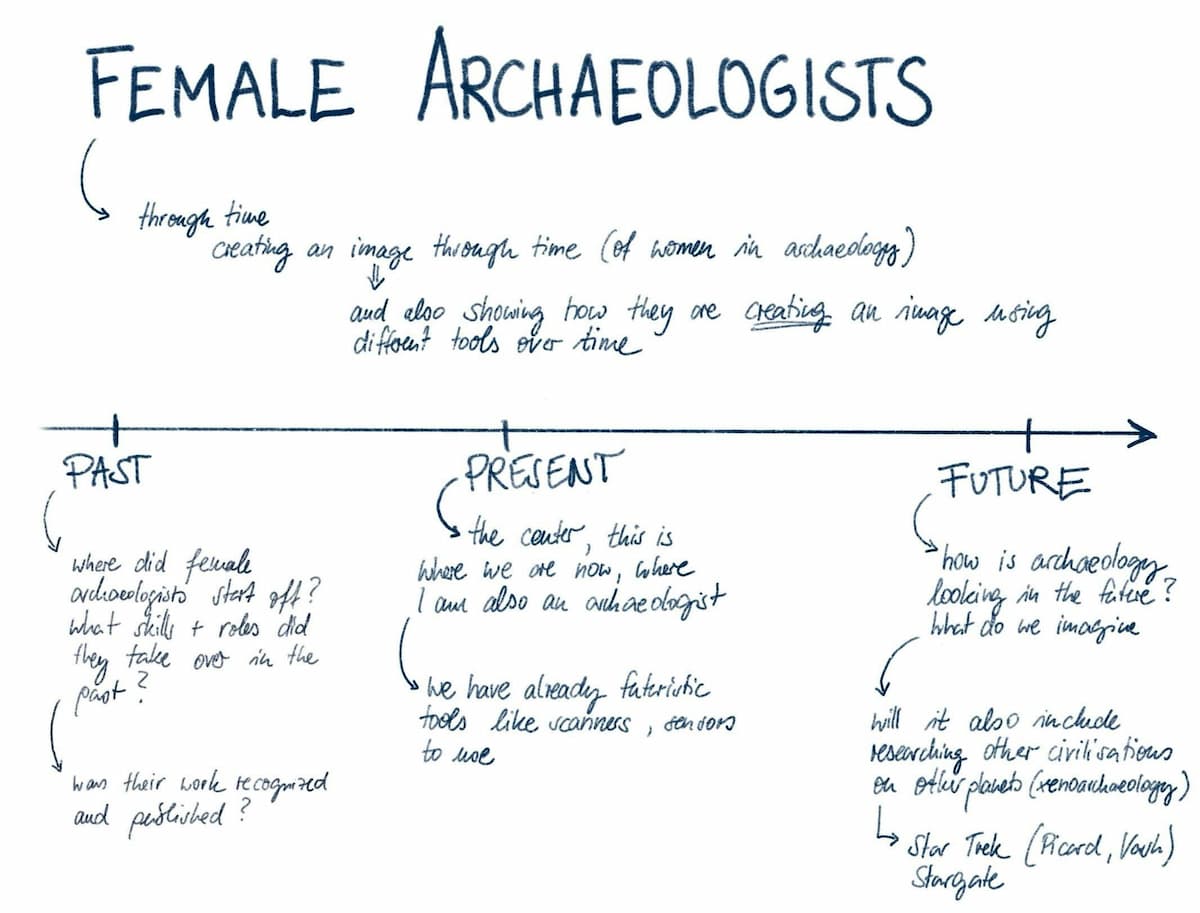 FEMALE ARCHAEOLOGISTS
through time
creating an image through time (of women in archaeology)
and also showing how they are creating an image using
different tools over time
PAST
where did female
archaeologists start off?
what skills + roles did
they take over in the
past?
was their work recognized
and published?
PRESENT
the center, this is
where we are now, where
I am also an archaeologist
we have already futuristic
tools like scanners, sensors
to use
FUTURE
how is archaeology
looking in the future?
What do we imagine
will it also include
researching other civilisations
on other planets (xenoarchaeology)
Star Trek (Picard, Vash)
Stargate